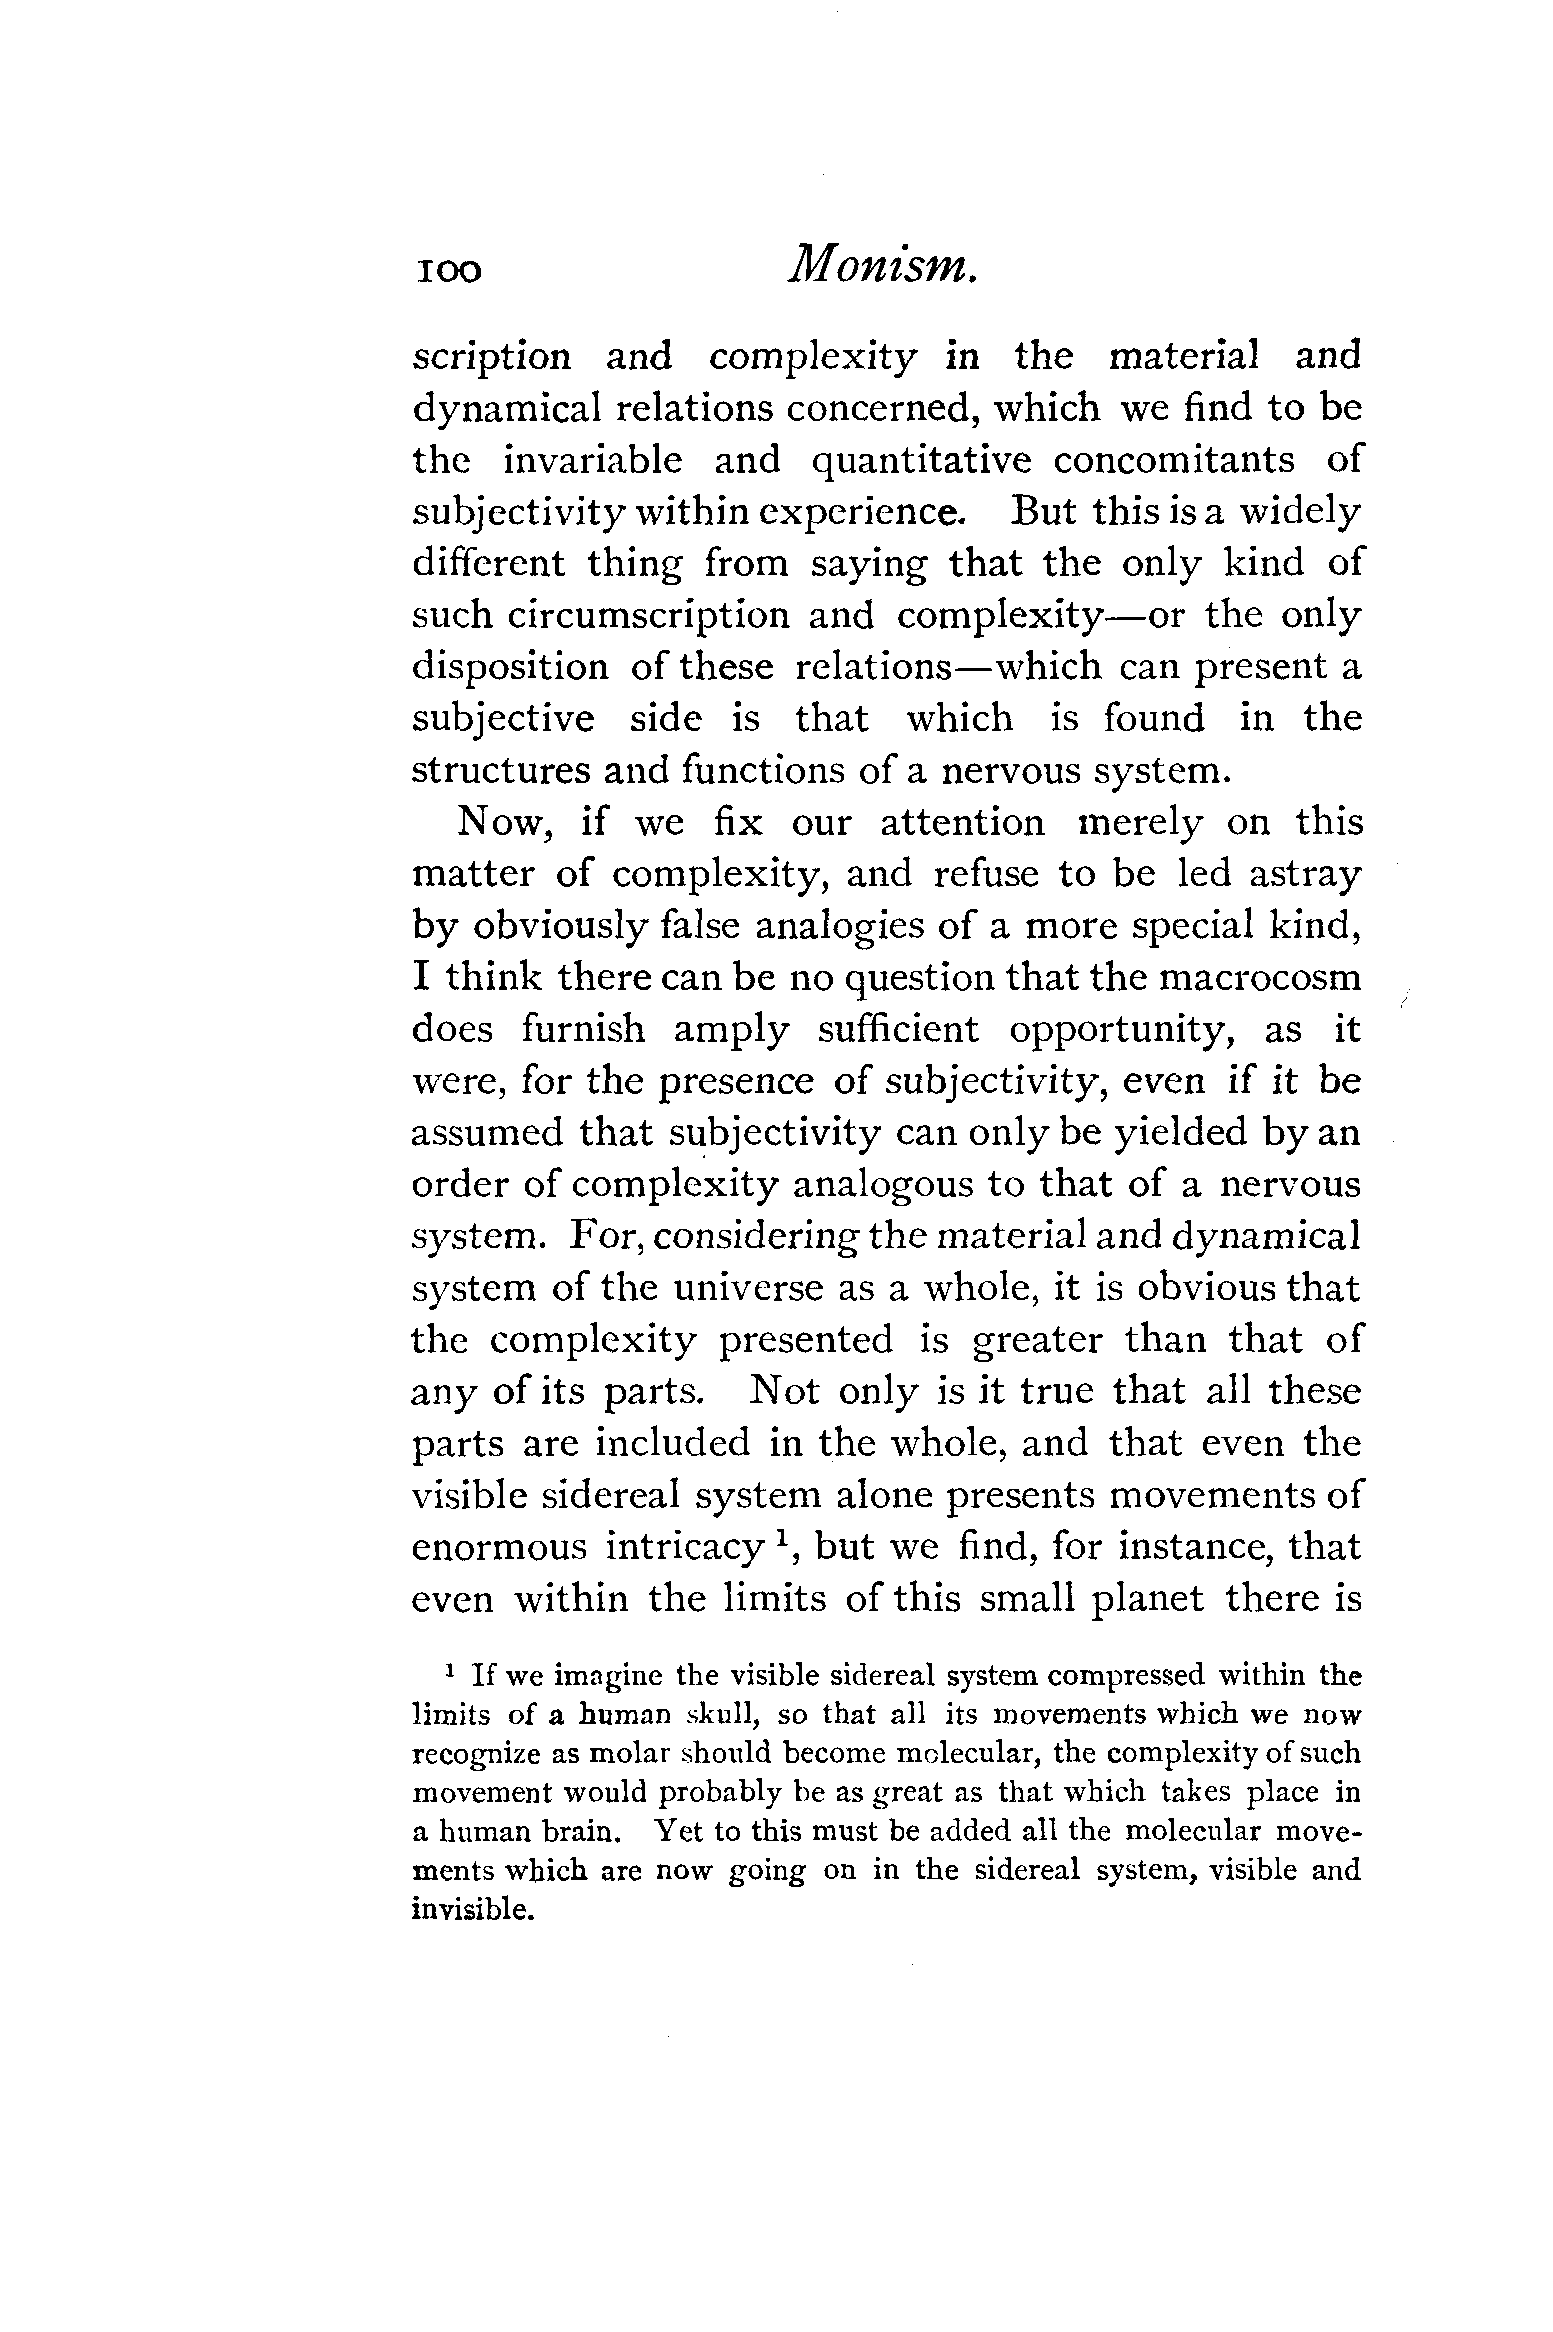 100 Monism.
scription and complexity in the material and
dynamical relations concerned, which we find to be
the invariable and quantitative concomitants of
subjectivity within experience. But this is a widely
different thing from saying that the only kind of
such circumscription and complexity—or the only
disposition of these relations—which can present a
subjective side is that which is found in the
structures and functions of a nervous system.
Now, if we fix our attention merely on this
matter of complexity, and refuse to be led astray
by obviously false analogies of a more special kind,
I think there can be no question that the macrocosm
does furnish amply sufficient opportunity, as it
were, for the presence of subjectivity, even if it be
assumed that subjectivity can only be yielded by an
order of complexity analogous to that of a nervous
system. For, considering the material and dynamical
system of the universe as a whole, it is obvious that
the complexity presented is greater than that of
any of its parts. Not only is it true that all these
parts are included in the whole, and that even the
visible sidereal system alone presents movements of
enormous intricacy ¹, but we find, for instance, that
even within the limits of this small planet there is
¹ If we imagine the visible sidereal system compressed within the
limits of a human skull, so that all its movements which we now
recognize as molar should become molecular, the complexity of such
movement would probably be as great as that which takes place in
a human brain. Yet to this must be added all the molecular move-
ments which are now going on in the sidereal system, visible and
invisible.